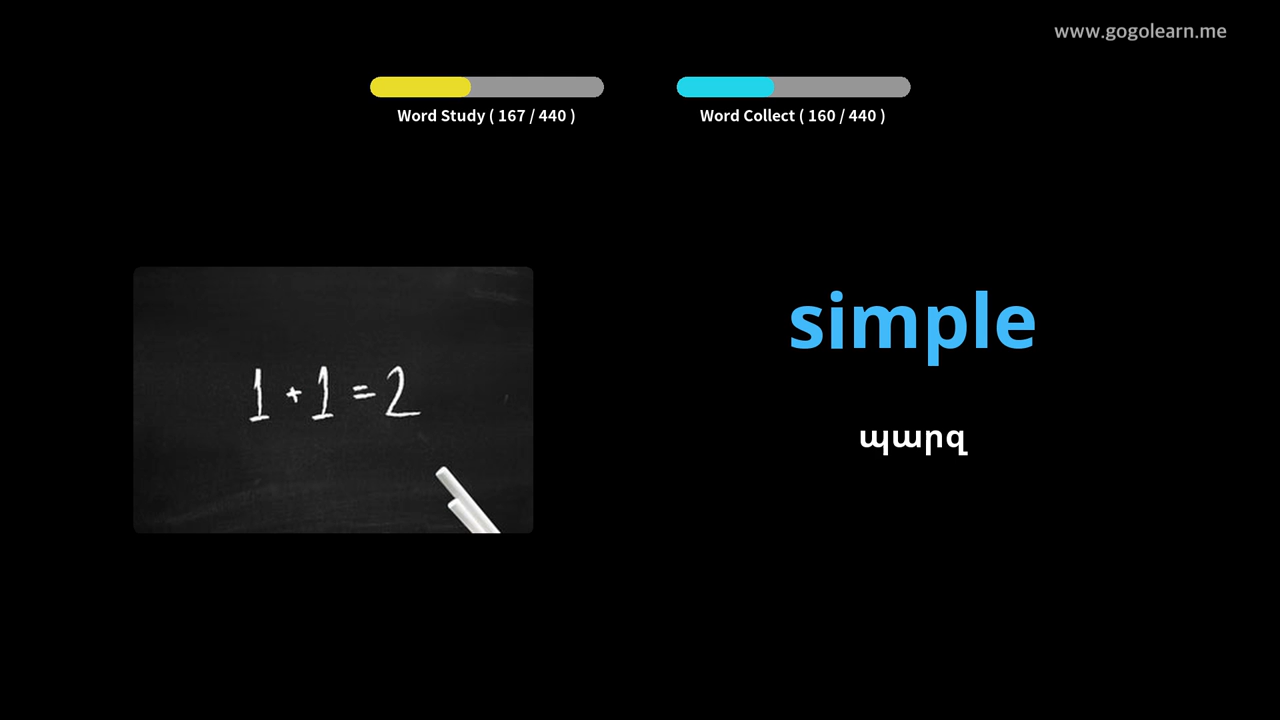 www.gogolearn.me
Word Study ( 167 / 440 )
Word Collect ( 160 / 440 )
1 + 1 = 2
simple
պարզ